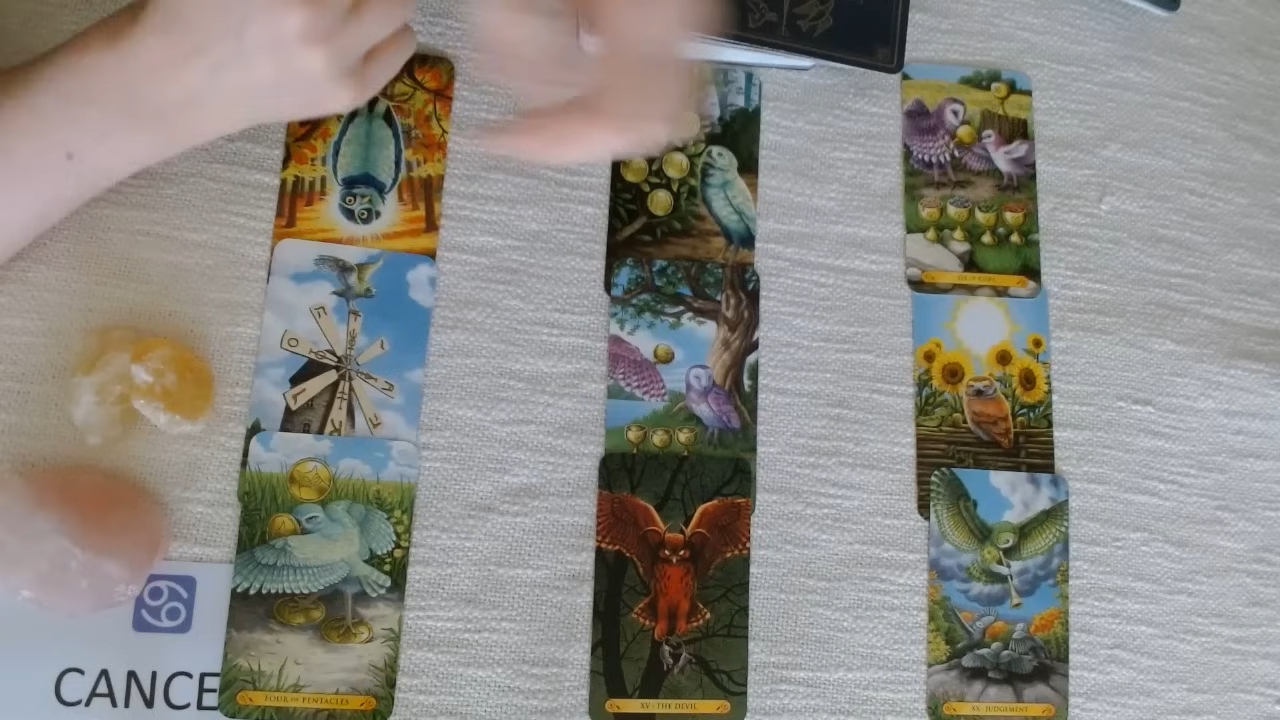 CANCE
FOUR OF PENTACLES
XV · THE DEVIL
XX · JUDGEMENT